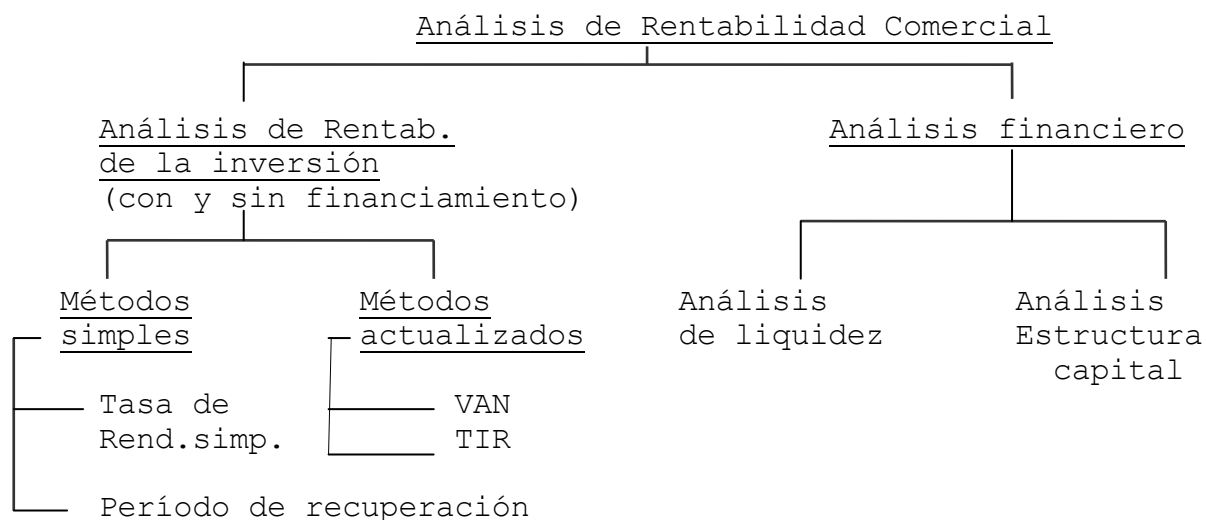 Análisis de Rentabilidad Comercial
Análisis de Rentab.
de la inversión
(con y sin financiamiento)
Análisis financiero
Métodos
simples
Tasa de
Rend.simp.
Período de recuperación
Métodos
actualizados
VAN
TIR
Análisis
de liquidez
Análisis
Estructura
capital